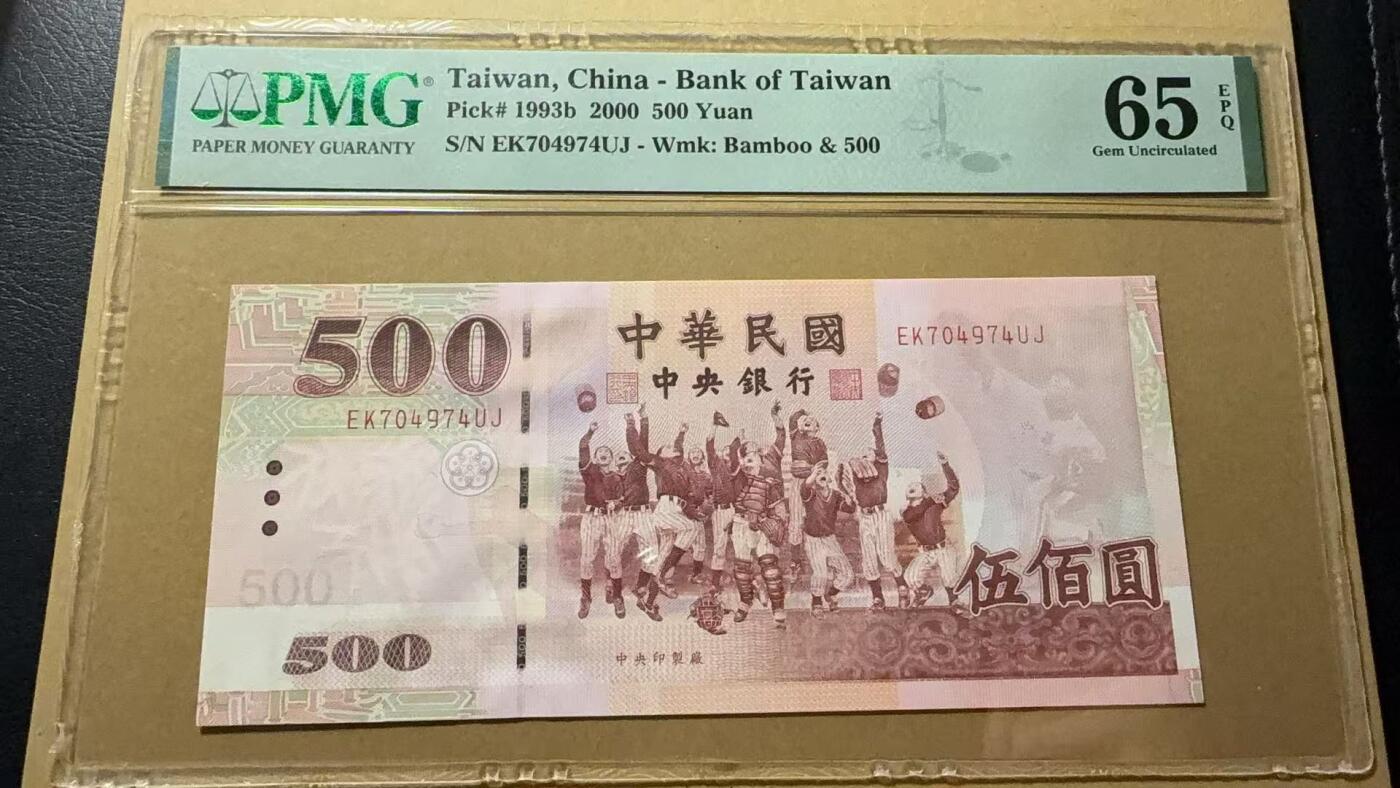 PMG®
PAPER MONEY GUARANTY
Taiwan, China - Bank of Taiwan
Pick# 1993b 2000 500 Yuan
S/N EK704974UJ - Wmk: Bamboo & 500
65
EPQ
Gem Uncirculated
500
中華民國
EK704974UJ
中央銀行
EK704974UJ
500
伍佰圓
500
中央印製廠